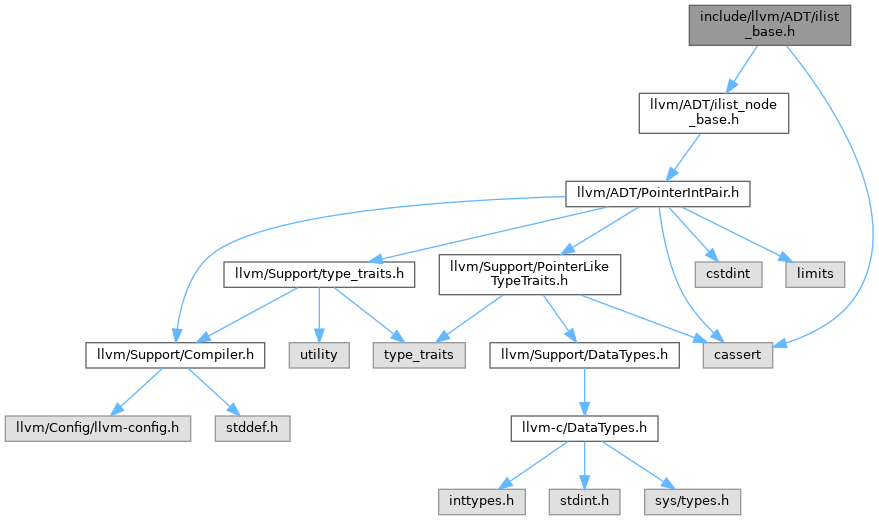 include/llvm/ADT/ilist
_base.h
llvm/ADT/ilist_node
_base.h
llvm/ADT/PointerIntPair.h
llvm/Support/type_traits.h
llvm/Support/PointerLike
TypeTraits.h
cstdint
limits
llvm/Support/Compiler.h
utility
type_traits
llvm/Support/DataTypes.h
cassert
llvm/Config/llvm-config.h
stddef.h
llvm-c/DataTypes.h
inttypes.h
stdint.h
sys/types.h